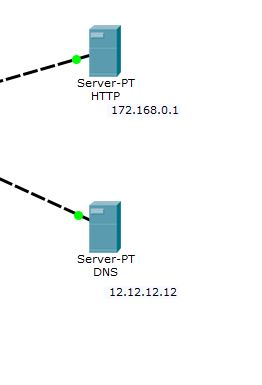 Server-PT
HTTP
172.168.0.1
Server-PT
DNS
12.12.12.12